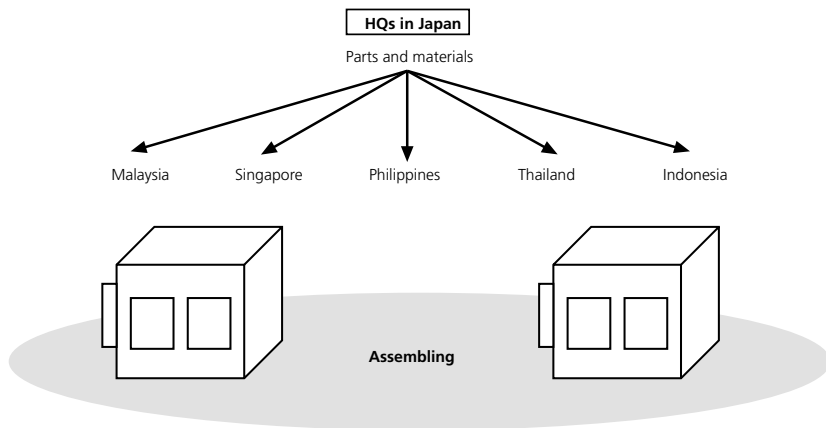 HQs in Japan
Parts and materials
Malaysia Singapore Philippines Thailand Indonesia
Assembling